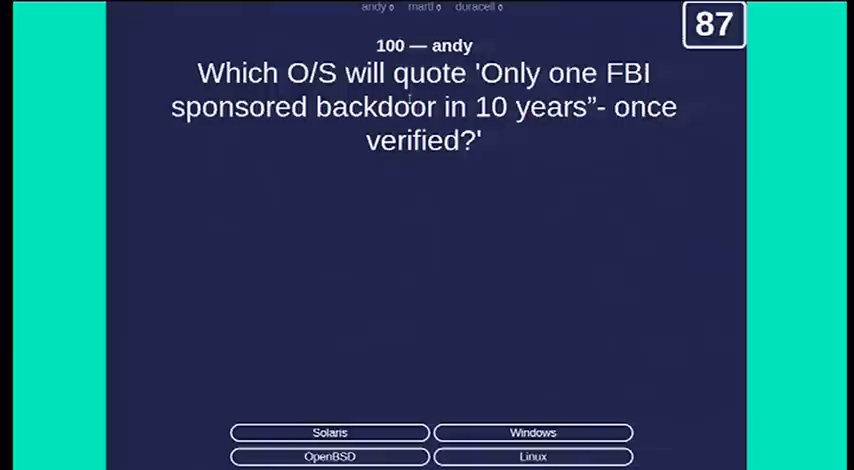 andy 0 martl 0 duracell 0
87
100 — andy
Which O/S will quote 'Only one FBI
sponsored backdoor in 10 years”- once
verified?'
Solaris
Windows
OpenBSD
Linux